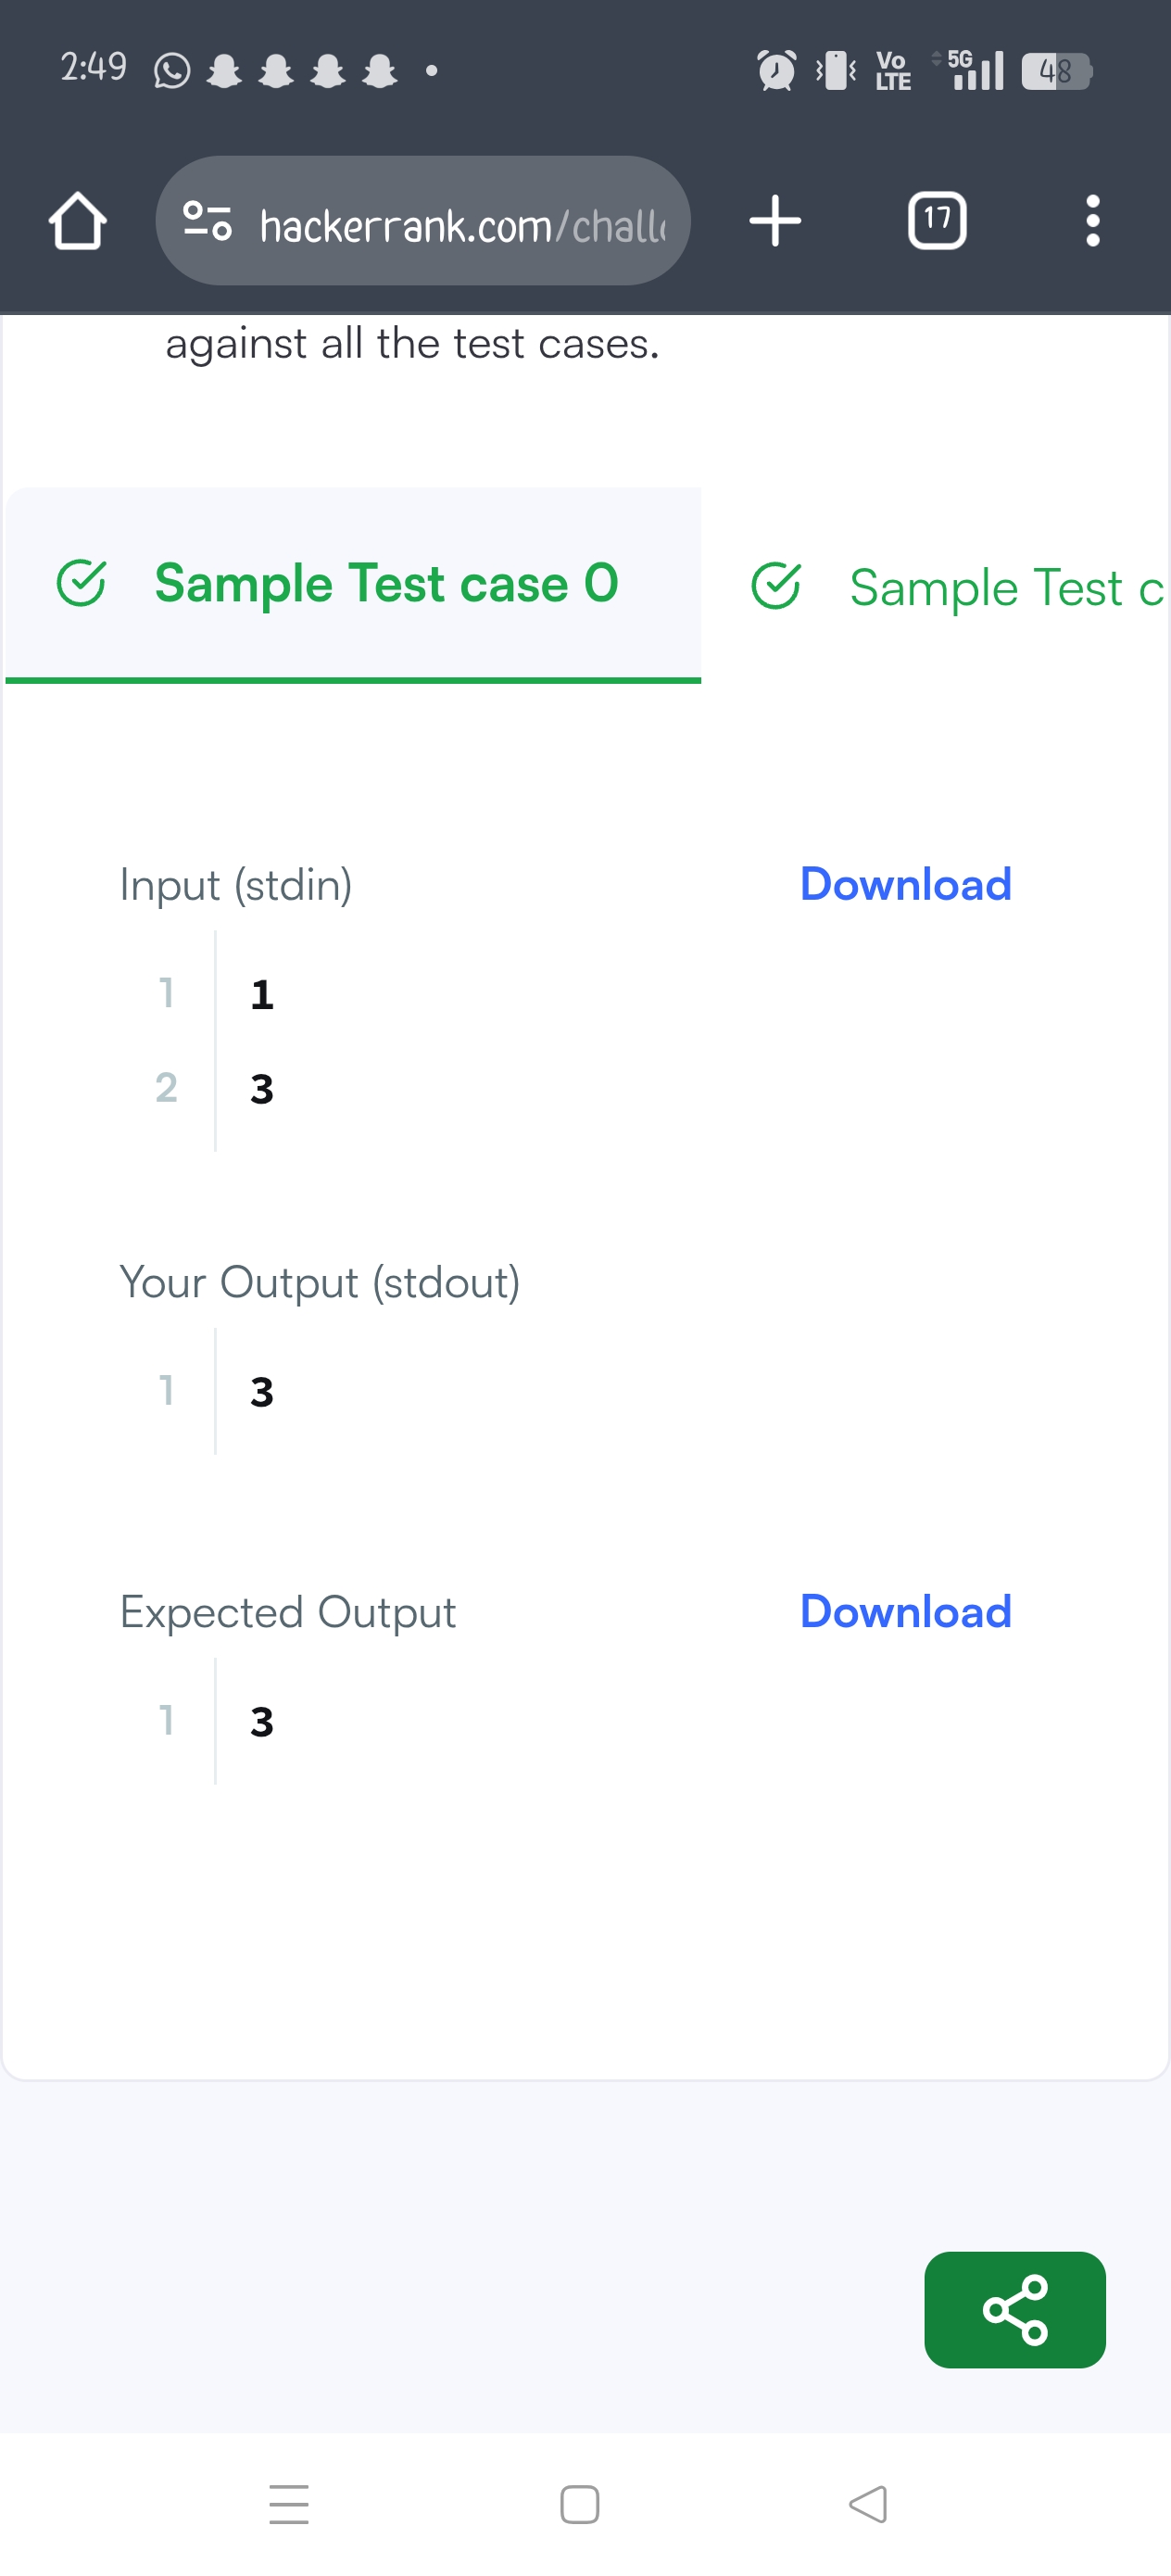 2:49 Vo LTE 5G 48
hackerrank.com/chall
17
against all the test cases.
Sample Test case 0 Sample Test c
Input (stdin) Download
1 1
2 3
Your Output (stdout)
1 3
Expected Output Download
1 3